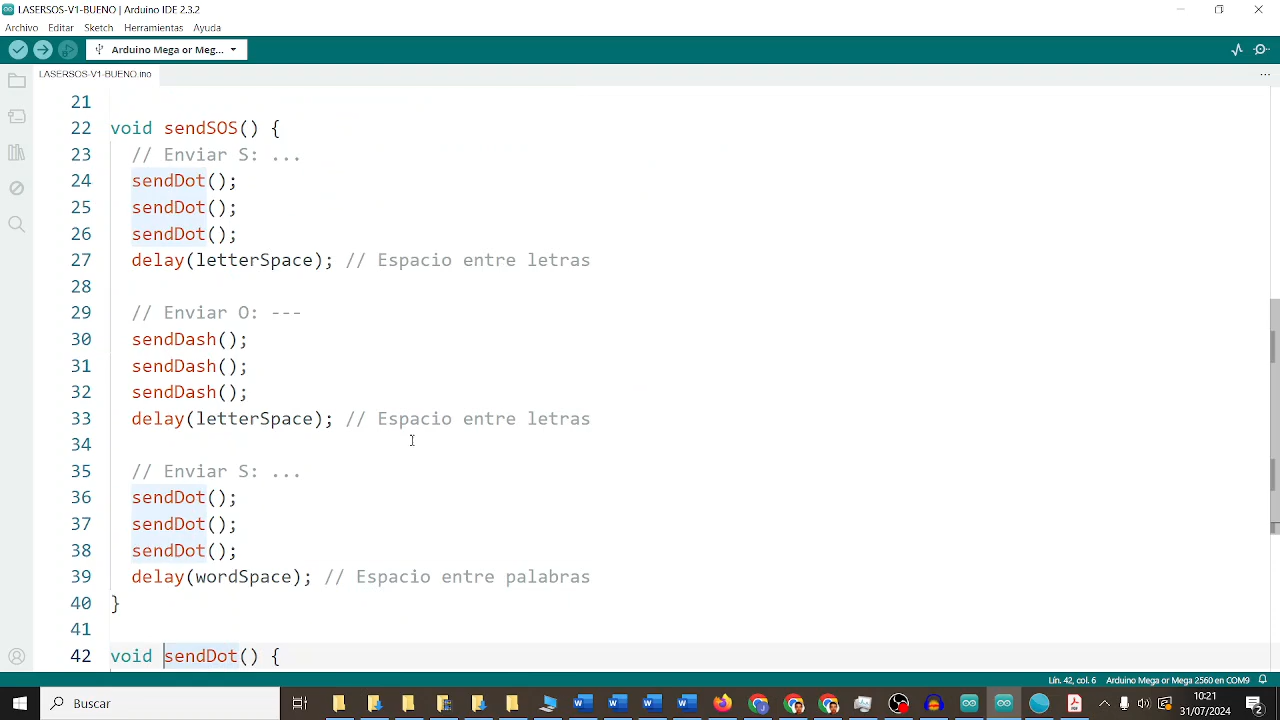 LASERSOS-V1-BUENO | Arduino IDE 2.3.2
Archivo Editar Sketch Herramientas Ayuda
Arduino Mega or Meg...
LASERSOS-V1-BUENO.ino
21
22 void sendSOS() {
23 // Enviar S: ...
24 sendDot();
25 sendDot();
26 sendDot();
27 delay(letterSpace); // Espacio entre letras
28
29 // Enviar O: ---
30 sendDash();
31 sendDash();
32 sendDash();
33 delay(letterSpace); // Espacio entre letras
34
35 // Enviar S: ...
36 sendDot();
37 sendDot();
38 sendDot();
39 delay(wordSpace); // Espacio entre palabras
40 }
41
42 void sendDot() {
Lín. 42, col. 6 Arduino Mega or Mega 2560 en COM9
Buscar
10:21
31/07/2024
2